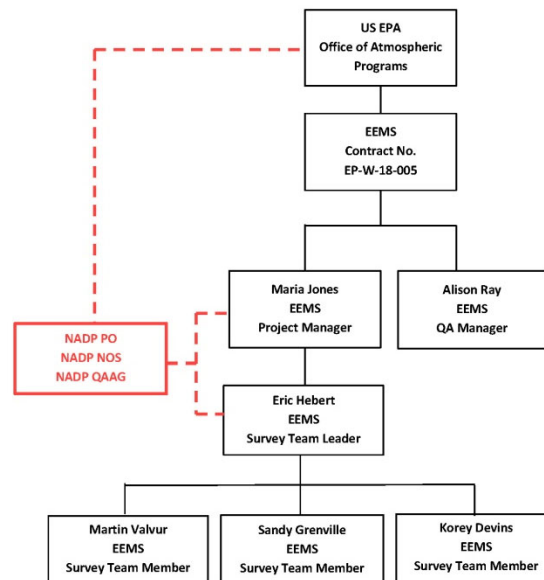 US EPA
Office of Atmospheric
Programs
EEMS
Contract No.
EP-W-18-005
Maria Jones
EEMS
Project Manager
Alison Ray
EEMS
QA Manager
NADP PO
NADP NOS
NADP QAAG
Eric Hebert
EEMS
Survey Team Leader
Martin Valvur
EEMS
Survey Team Member
Sandy Grenville
EEMS
Survey Team Member
Korey Devins
EEMS
Survey Team Member